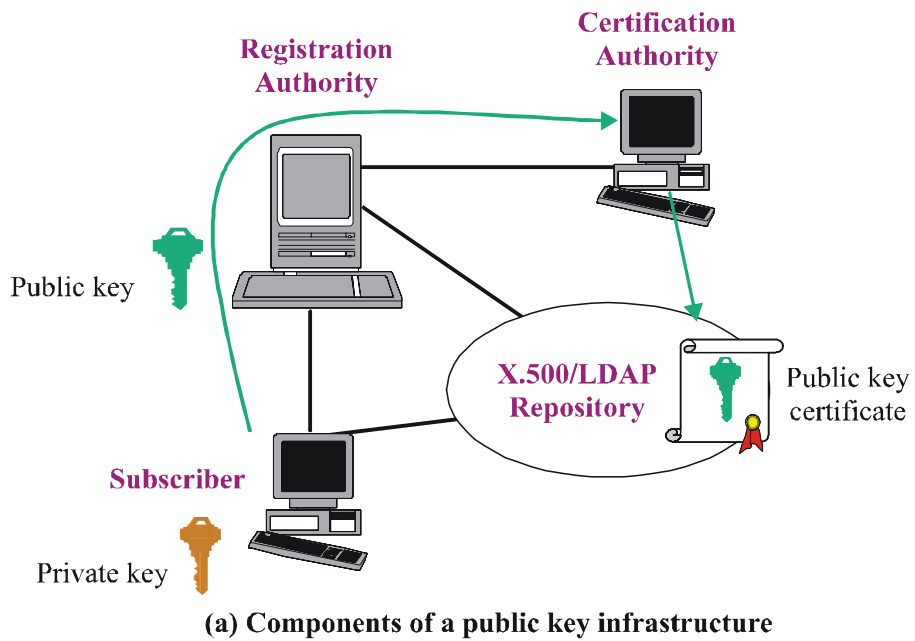 Registration
Authority
Certification
Authority
Public key
X.500/LDAP
Repository
Public key
certificate
Subscriber
Private key
(a) Components of a public key infrastructure